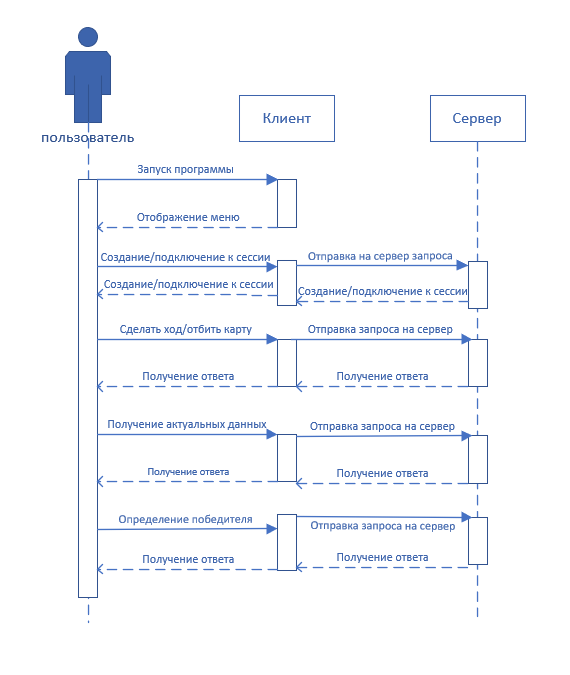 пользователь
Клиент
Сервер
Запуск программы
Отображение меню
Создание/подключение к сессии
Отправка на сервер запроса
Создание/подключение к сессии
Создание/подключение к сессии
Сделать ход/отбить карту
Отправка запроса на сервер
Получение ответа
Получение ответа
Получение актуальных данных
Отправка запроса на сервер
Получение ответа
Получение ответа
Определение победителя
Отправка запроса на сервер
Получение ответа
Получение ответа